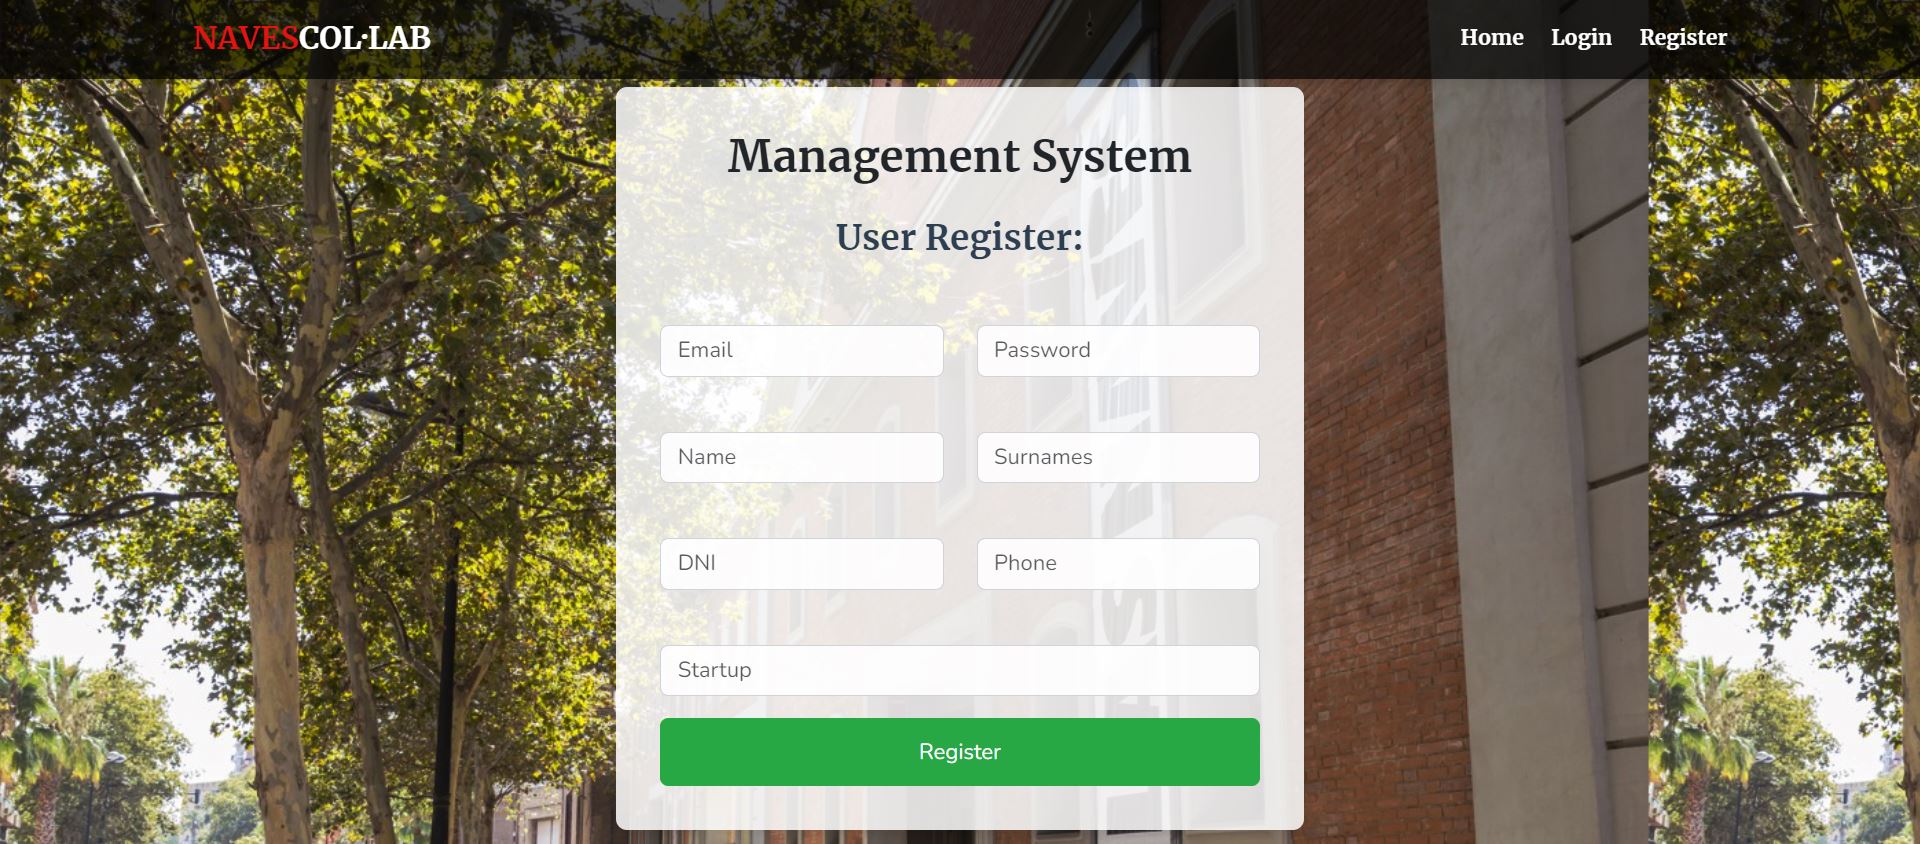 NAVESCOL·LAB
Home Login Register
Management System
User Register:
Email Password
Name Surnames
DNI Phone
Startup
Register